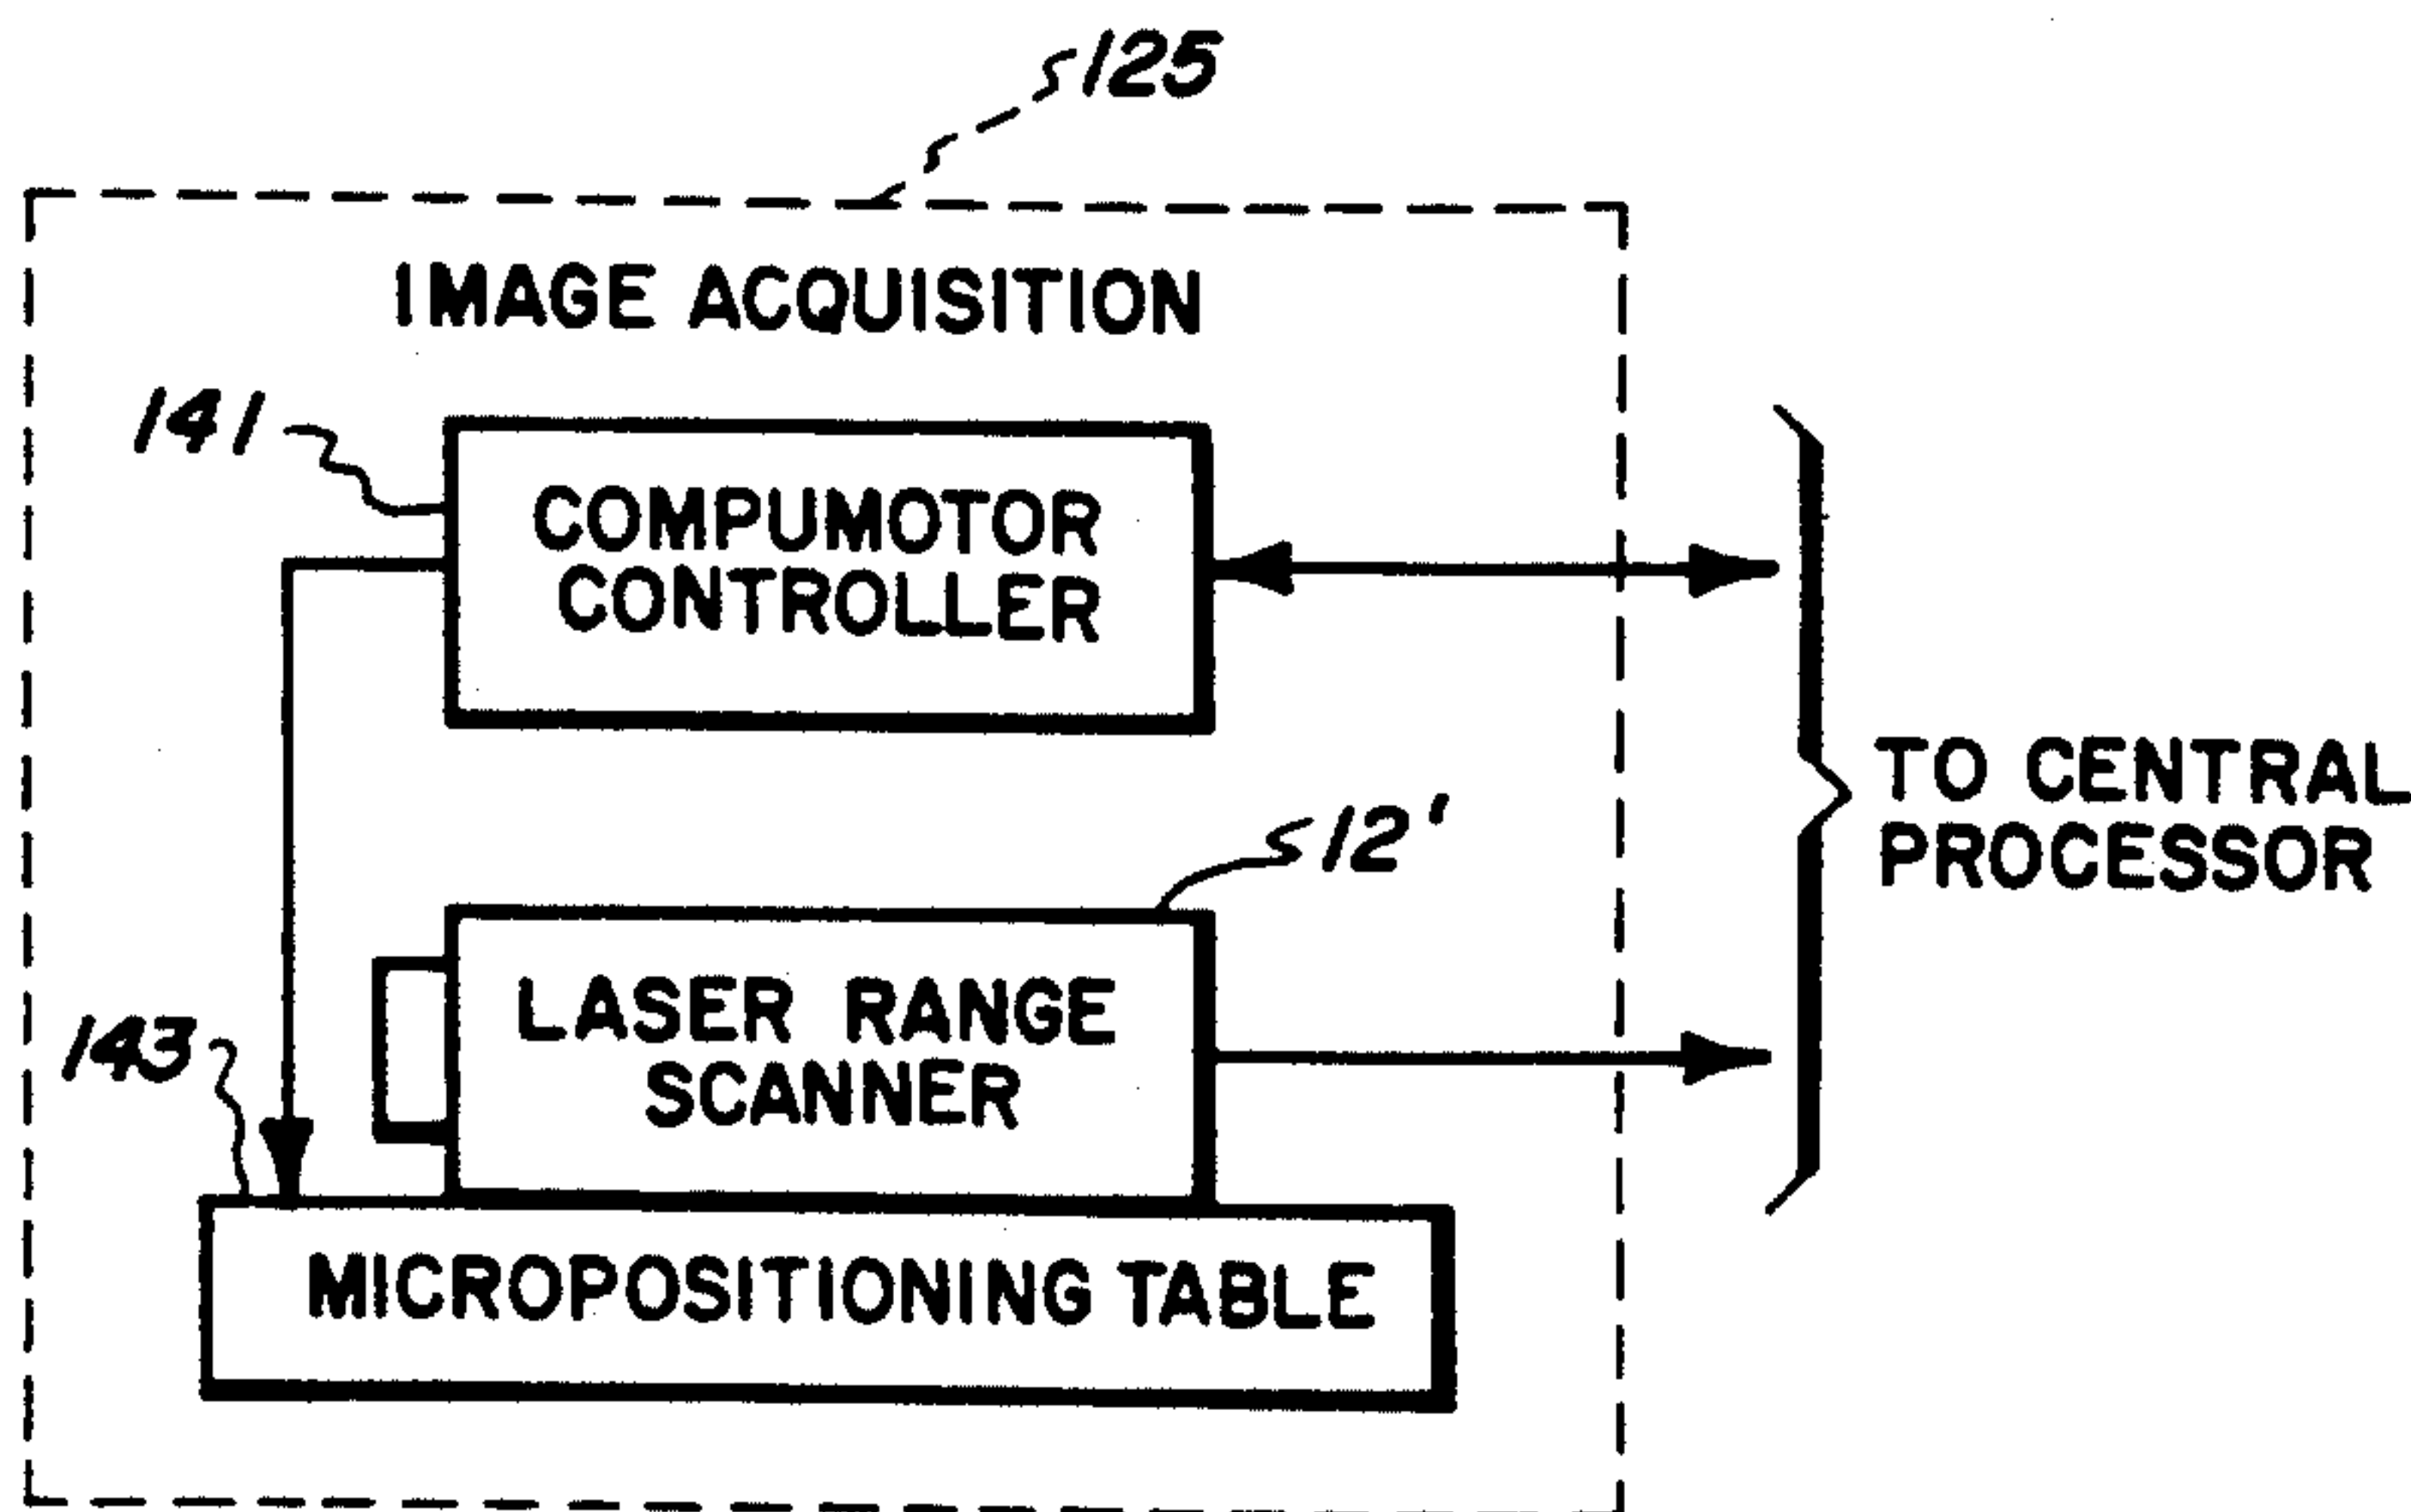 125
IMAGE ACQUISITION
141
COMPUMOTOR
CONTROLLER
TO CENTRAL
PROCESSOR
12'
LASER RANGE
SCANNER
143
MICROPOSITIONING TABLE